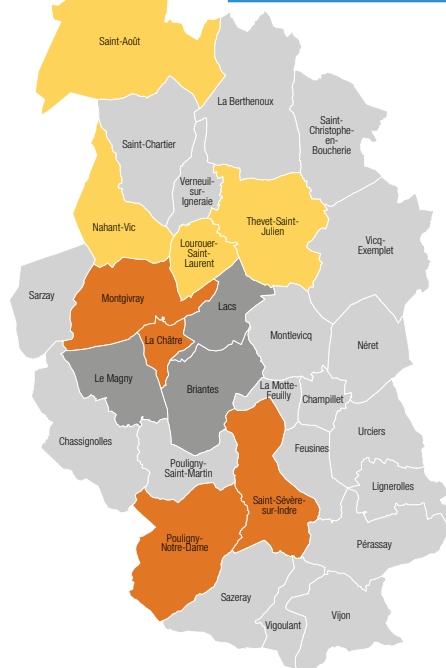 Saint-Août
La Berthenoux
Saint-
Christophe-
en-
Boucherie
Saint-Chartier
Verneuil-
sur-
Igneraie
Nahant-Vic
Thevet-Saint-
Julien
Lourouer-
Saint-
Laurent
Vicq-
Exemplet
Sarzay
Montgivray
Lacs
La Châtre
Montlevicq
Néret
Le Magny
Briantes
La Motte-
Feuilly
Champillet
Chassignolles
Urciers
Feusines
Pouligny-
Saint-Martin
Lignerolles
Saint-Sévère-
sur-Indre
Pouligny-
Notre-Dame
Pérassay
Sazeray
Vigoulant
Vijon